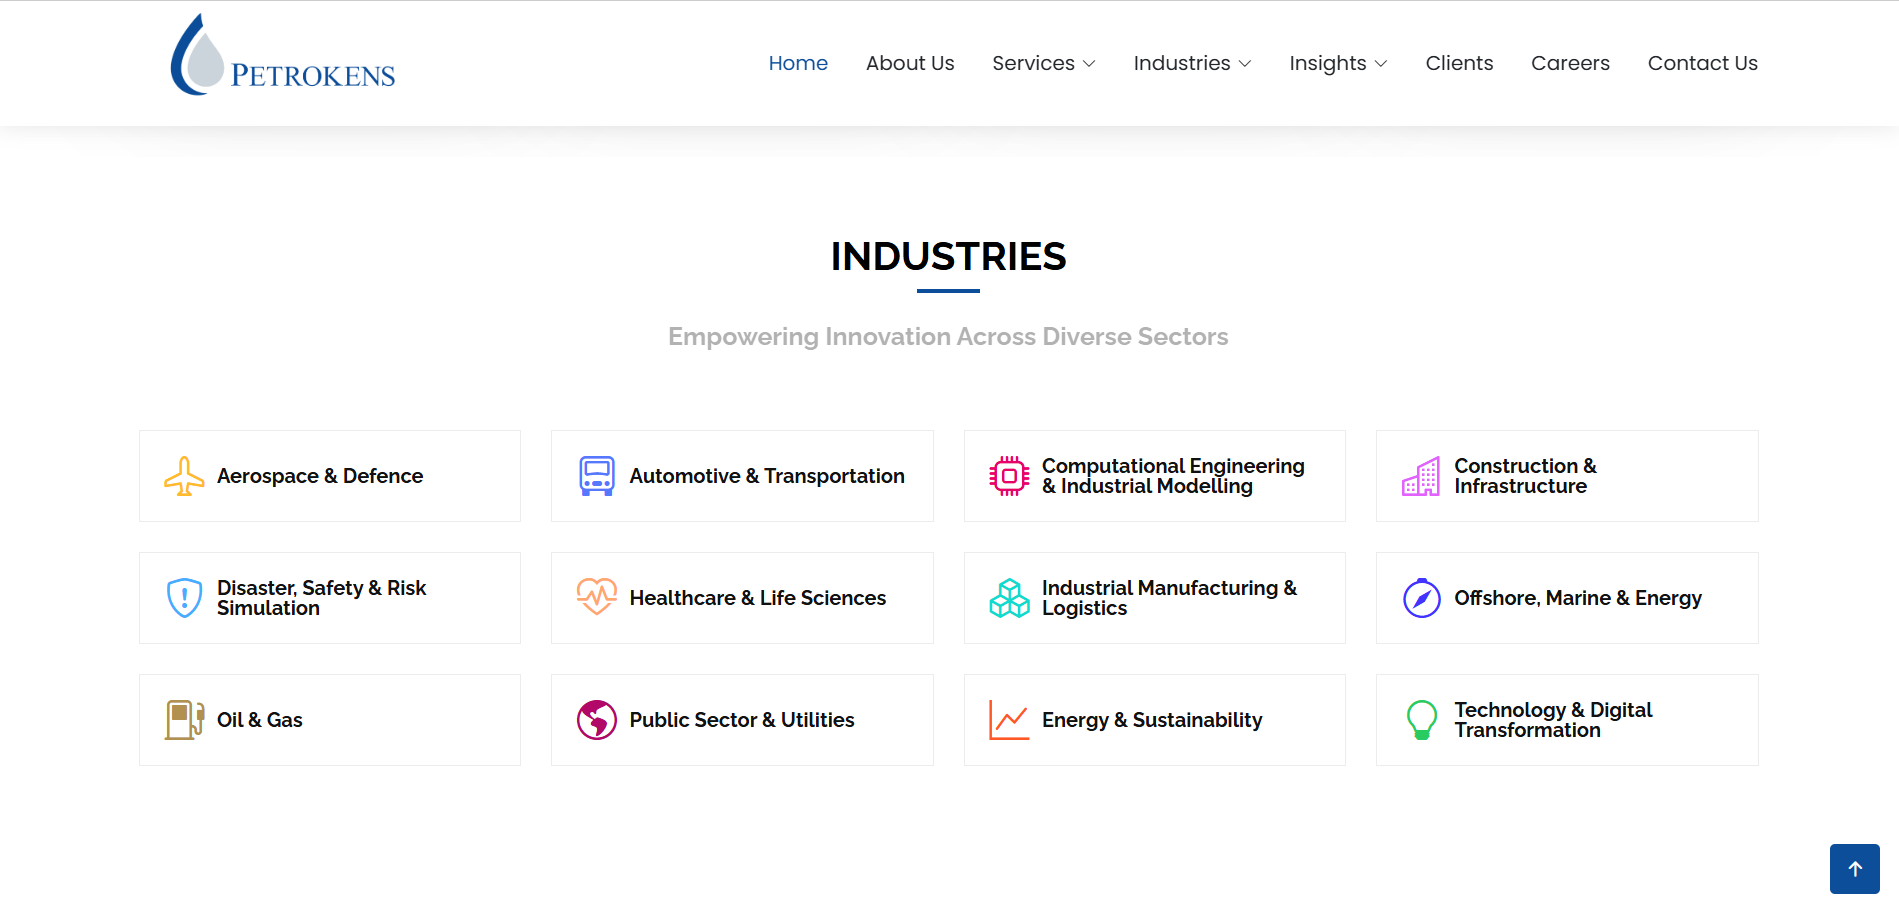 PETROKENS
Home About Us Services Industries Insights Clients Careers Contact Us
INDUSTRIES
Empowering Innovation Across Diverse Sectors
Aerospace & Defence
Automotive & Transportation
Computational Engineering
& Industrial Modelling
Construction &
Infrastructure
Disaster, Safety & Risk
Simulation
Healthcare & Life Sciences
Industrial Manufacturing &
Logistics
Offshore, Marine & Energy
Oil & Gas
Public Sector & Utilities
Energy & Sustainability
Technology & Digital
Transformation